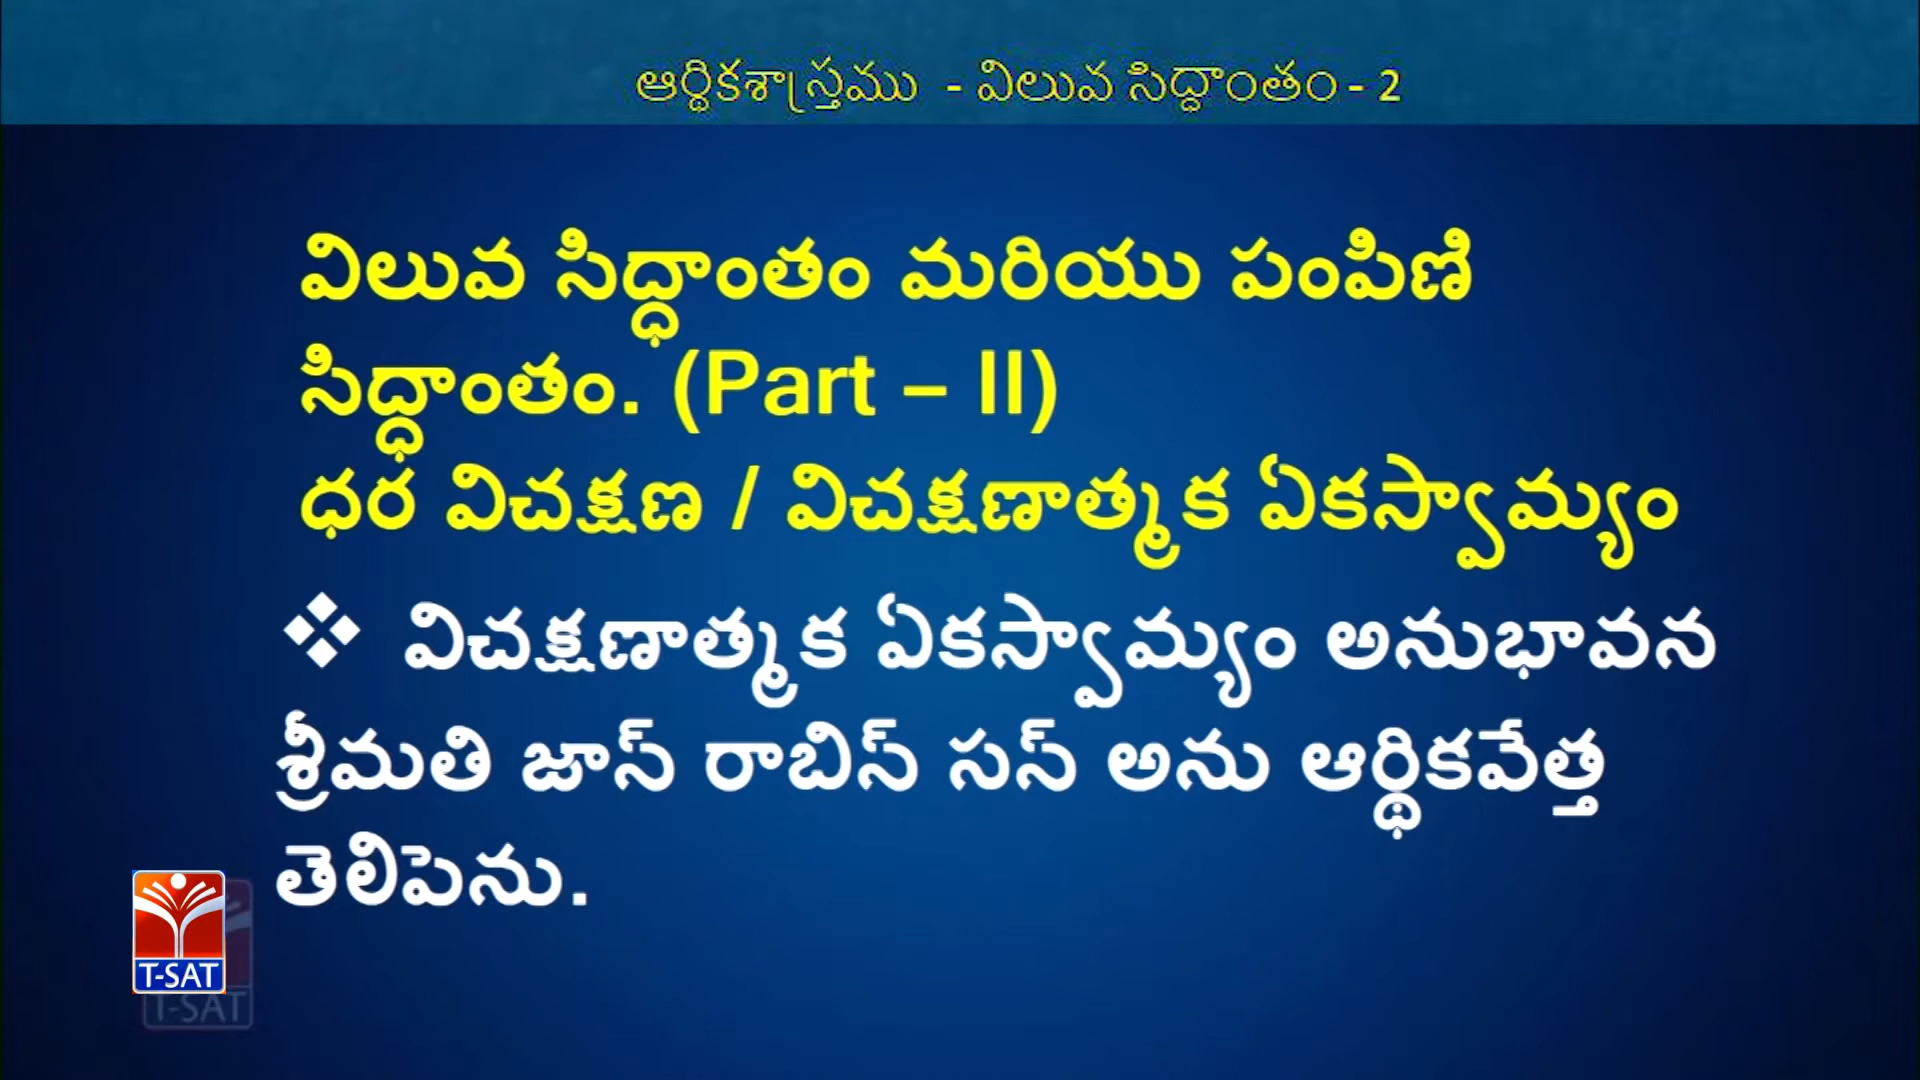 ఆర్థికశాస్త్రము - విలువ సిద్ధాంతం - 2
విలువ సిద్ధాంతం మరియు పంపిణి
సిద్ధాంతం. (Part – II)
ధర విచక్షణ / విచక్షణాత్మక ఏకస్వామ్యం
❖ విచక్షణాత్మక ఏకస్వామ్యం అనుభావన
శ్రీమతి జాన్ రాబిన్ సన్ అను ఆర్థికవేత్త
తెలిపెను.
T-SAT
T-SAT